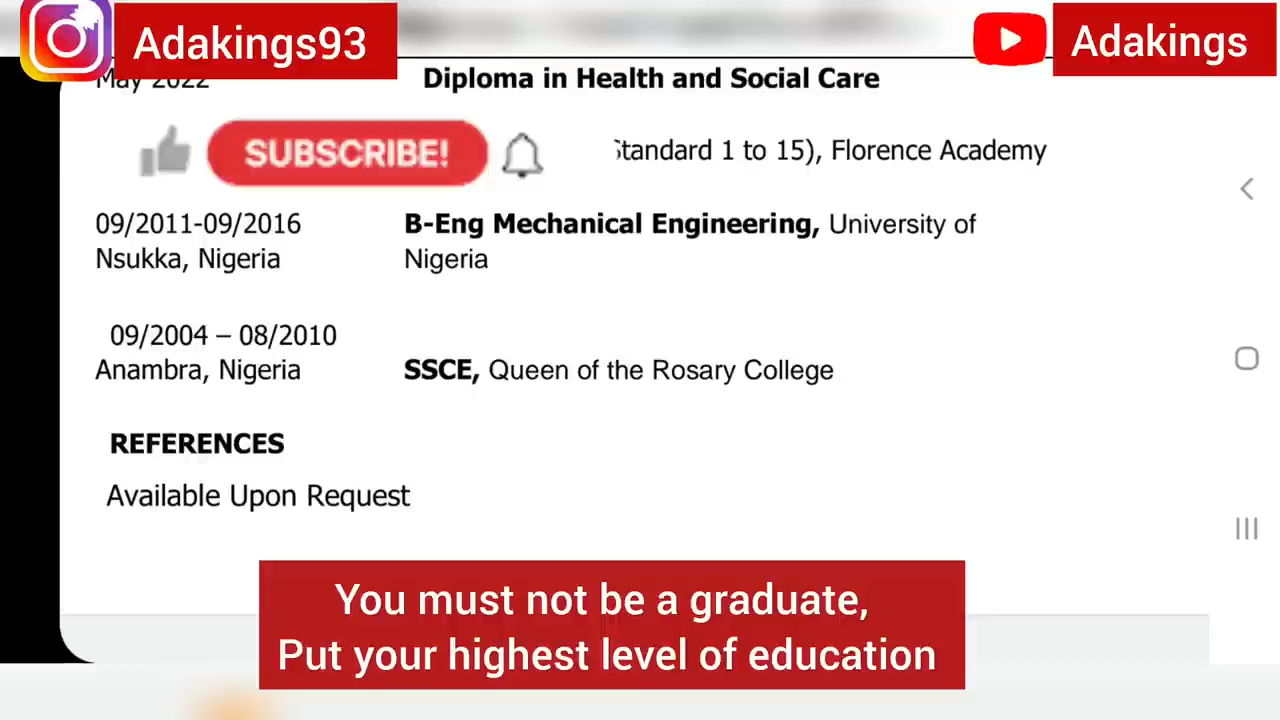 Adakings93
Adakings
May 2022 Diploma in Health and Social Care
SUBSCRIBE!
Standard 1 to 15), Florence Academy
09/2011-09/2016 B-Eng Mechanical Engineering, University of
Nsukka, Nigeria Nigeria
09/2004 – 08/2010
Anambra, Nigeria SSCE, Queen of the Rosary College
REFERENCES
Available Upon Request
You must not be a graduate,
Put your highest level of education